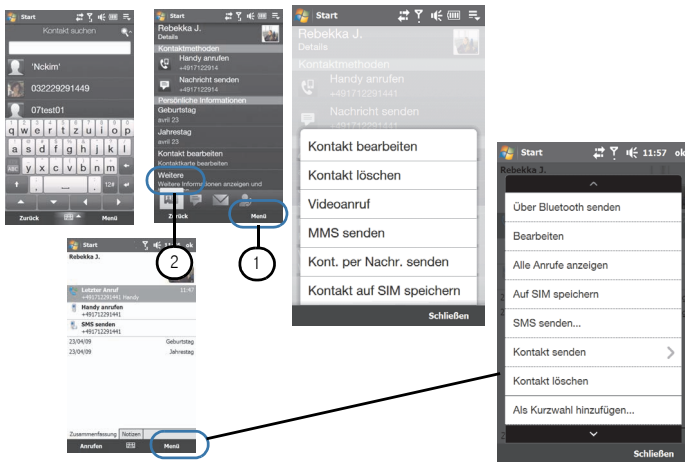 Start
Kontakt suchen
'Nckim'
032229291449
07test01
q w e r t z u i o p
a s d f g h j k l
ABC y x c v b n m
, . 12#
Zurück Menü
Start
Rebekka J.
Details
Kontaktmethoden
Handy anrufen
+4917122914
Nachricht senden
+4917122914
Persönliche Informationen
Geburtstag
avril 23
Jahrestag
avril 23
Kontakt bearbeiten
Kontaktkarte bearbeiten
Weitere
Weitere Informationen anzeigen und
Zurück Menü
2
1
Start
Rebekka J.
Details
Kontaktmethoden
Handy anrufen
+491712291441
Nachricht senden
+491712291441
Kontakt bearbeiten
Kontakt löschen
Videoanruf
MMS senden
Kont. per Nachr. senden
Kontakt auf SIM speichern
Schließen
Start 11:57 ok
Rebekka J.
Über Bluetooth senden
Bearbeiten
Alle Anrufe anzeigen
Auf SIM speichern
SMS senden...
Kontakt senden
Kontakt löschen
Als Kurzwahl hinzufügen...
Schließen
Start ok
Rebekka J.
Letzter Anruf 11:47
+491712291441 Handy
Handy anrufen
+491712291441
SMS senden
+491712291441
23/04/09 Geburtstag
23/04/09 Jahrestag
Zusammenfassung Notizen
Anrufen Menü